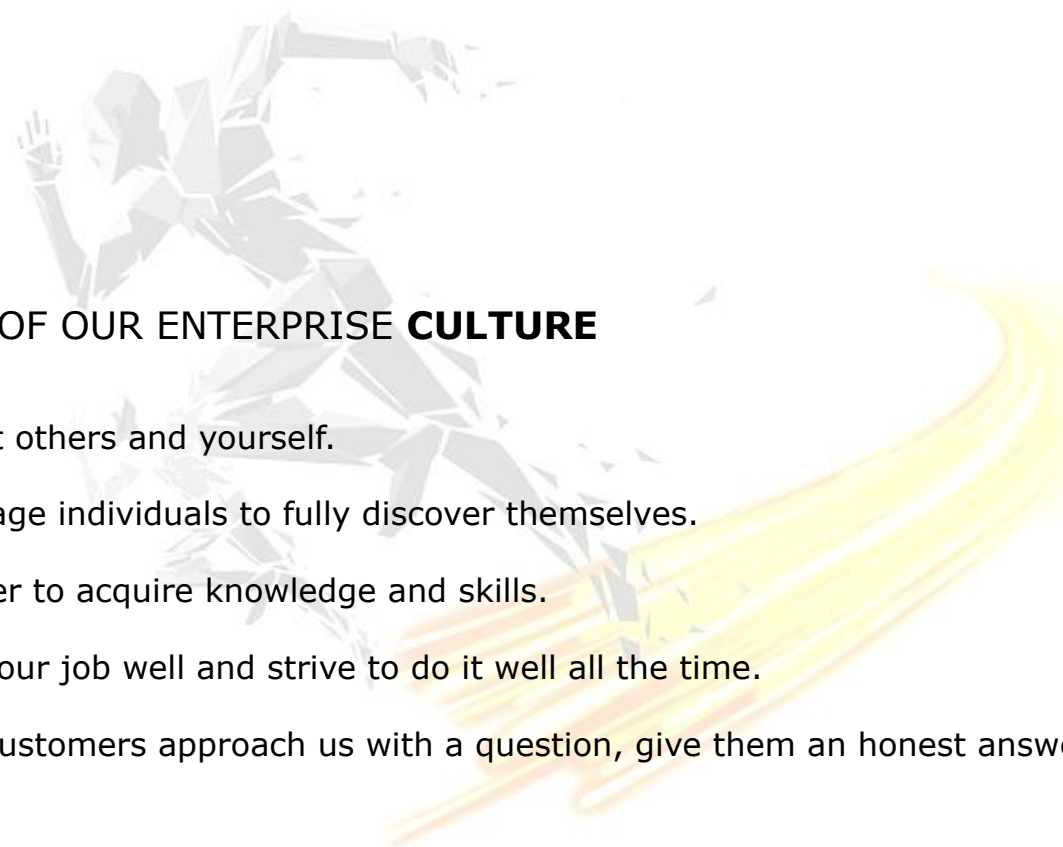 OF OUR ENTERPRISE CULTURE
t others and yourself.
age individuals to fully discover themselves.
er to acquire knowledge and skills.
our job well and strive to do it well all the time.
ustomers approach us with a question, give them an honest answ